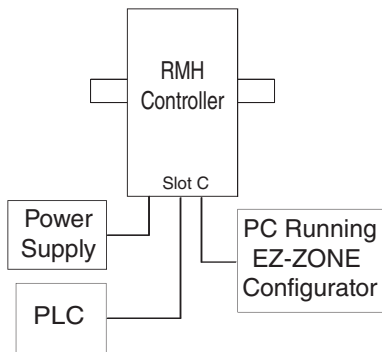 RMH
Controller
Slot C
Power
Supply
PC Running
EZ-ZONE
Configurator
PLC